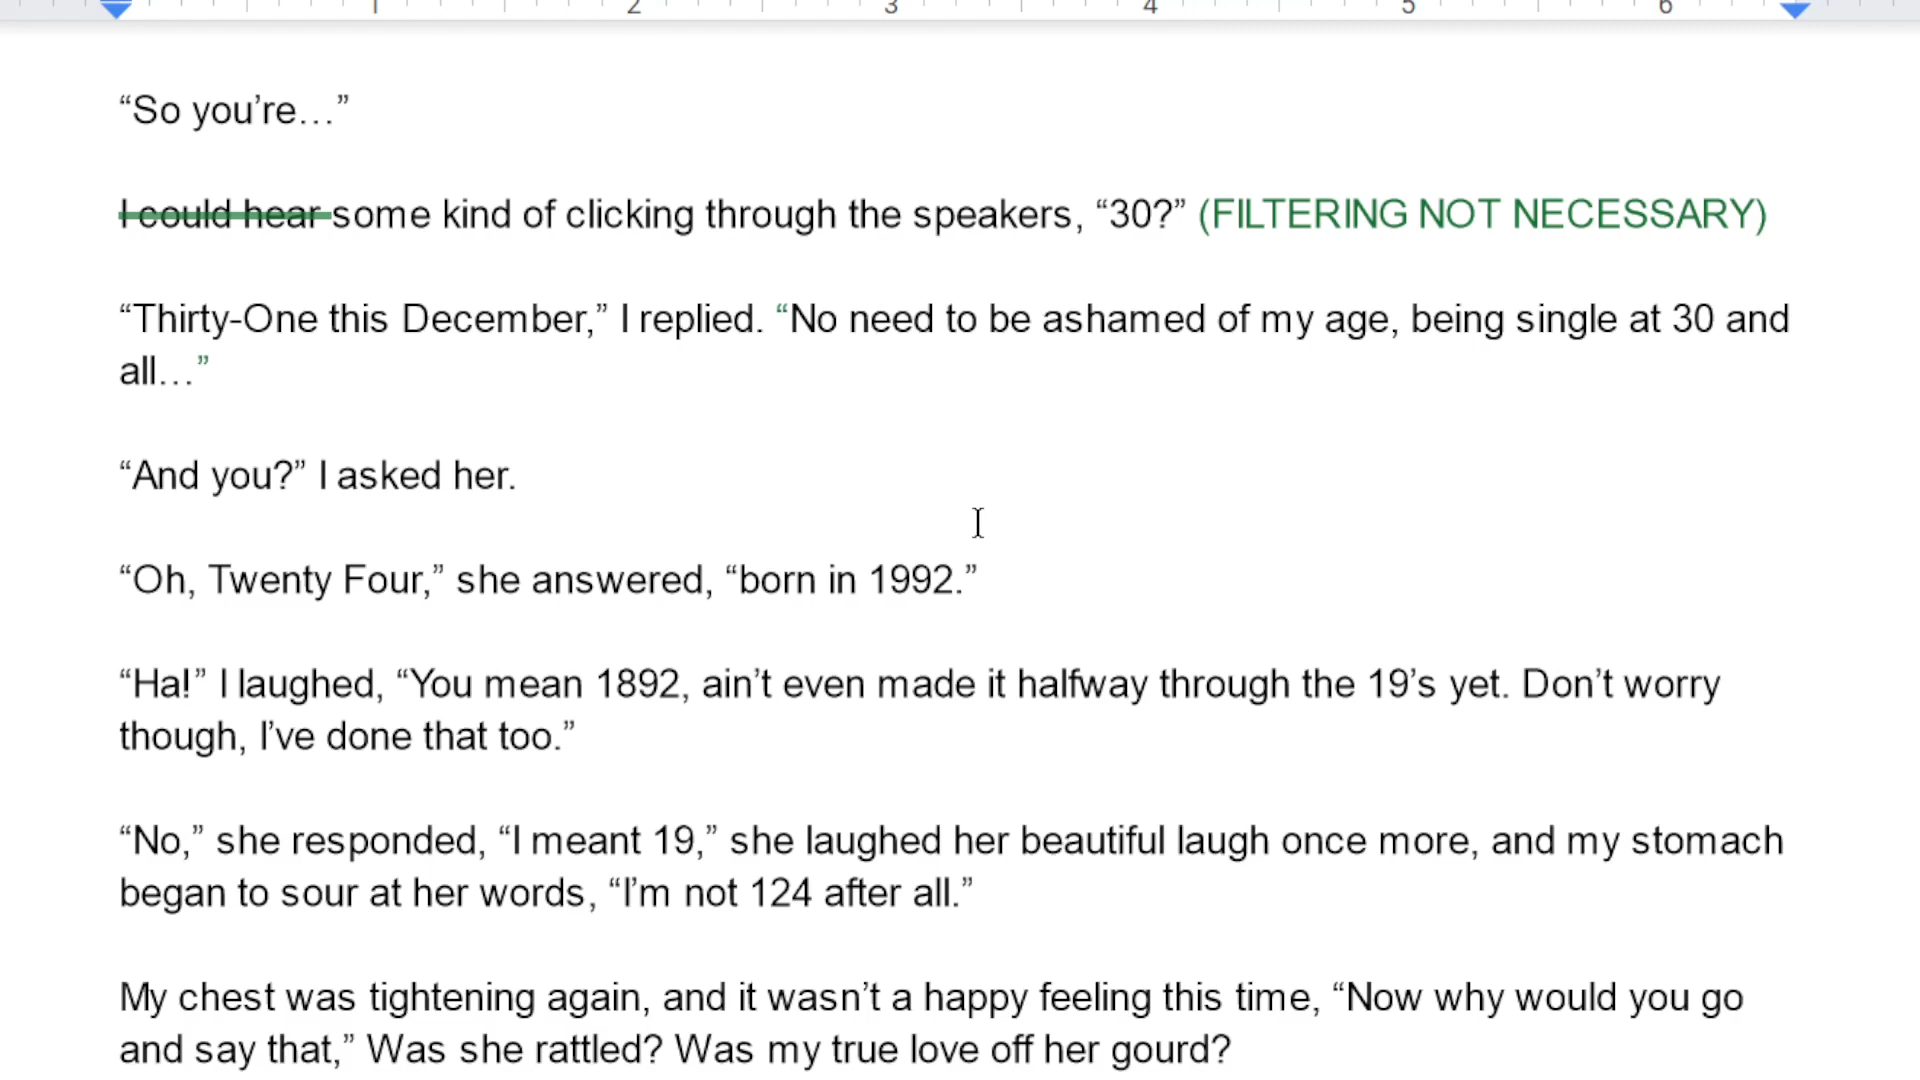 1 2 3 4 5 6
“So you’re…”
I could hear some kind of clicking through the speakers, “30?” (FILTERING NOT NECESSARY)
“Thirty-One this December,” I replied. “No need to be ashamed of my age, being single at 30 and
all…”
“And you?” I asked her.
“Oh, Twenty Four,” she answered, “born in 1992.”
“Ha!” I laughed, “You mean 1892, ain’t even made it halfway through the 19’s yet. Don’t worry
though, I’ve done that too.”
“No,” she responded, “I meant 19,” she laughed her beautiful laugh once more, and my stomach
began to sour at her words, “I’m not 124 after all.”
My chest was tightening again, and it wasn’t a happy feeling this time, “Now why would you go
and say that,” Was she rattled? Was my true love off her gourd?